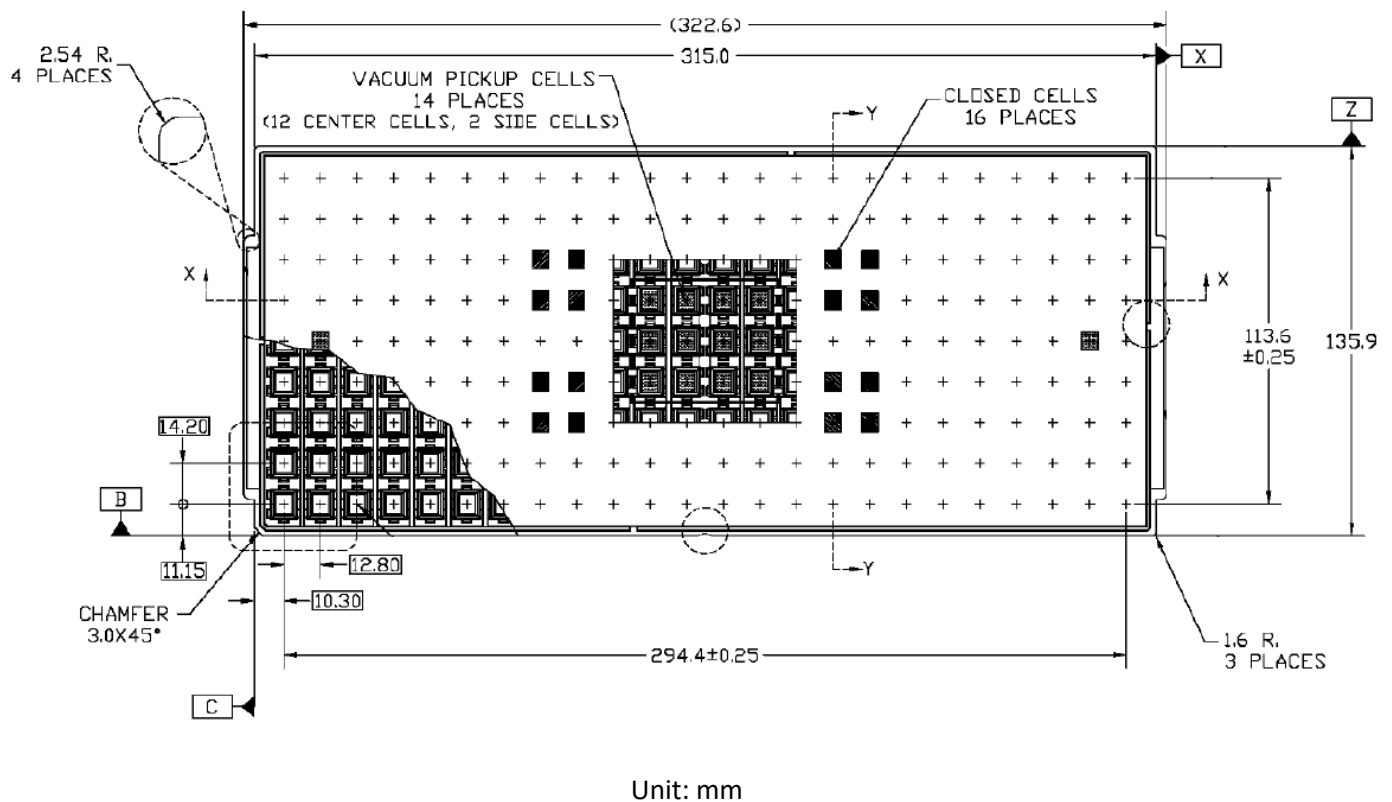 (322.6)
2.54 R.
4 PLACES
315.0
X
VACUUM PICKUP CELLS
14 PLACES
(12 CENTER CELLS, 2 SIDE CELLS)
Y
CLOSED CELLS
16 PLACES
Z
X
X
113.6
±0.25
135.9
14.20
B
0
11.15
12.80
Y
10.30
CHAMFER
3.0X45°
294.4±0.25
1.6 R.
3 PLACES
C
Unit: mm